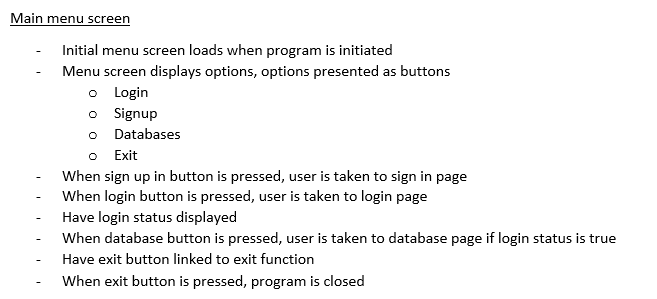 Main menu screen
- Initial menu screen loads when program is initiated
- Menu screen displays options, options presented as buttons
o Login
o Signup
o Databases
o Exit
- When sign up in button is pressed, user is taken to sign in page
- When login button is pressed, user is taken to login page
- Have login status displayed
- When database button is pressed, user is taken to database page if login status is true
- Have exit button linked to exit function
- When exit button is pressed, program is closed